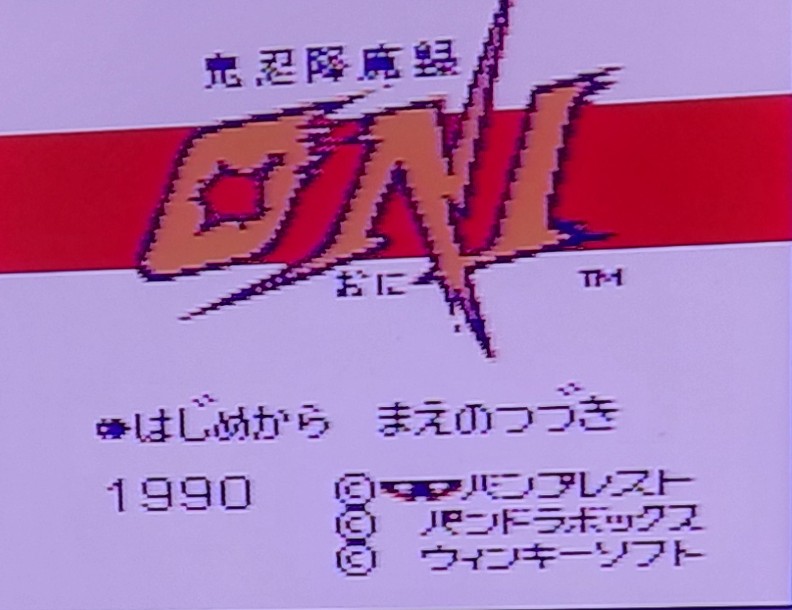 鬼忍降魔録
ONI
おに ™
はじめから まえのつづき
1990 ©バンプレスト
© パンドラボックス
© ウィンキーソフト